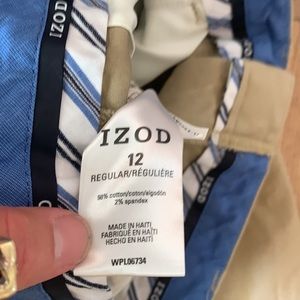 IZOD
IZOD
12
REGULAR/RÉGULIÈRE
98% cotton/coton/algodón
2% spandex
MADE IN HAITI
FABRIQUÉ EN HAÏTI
HECHO EN HAITI
WPL06734
IZOD